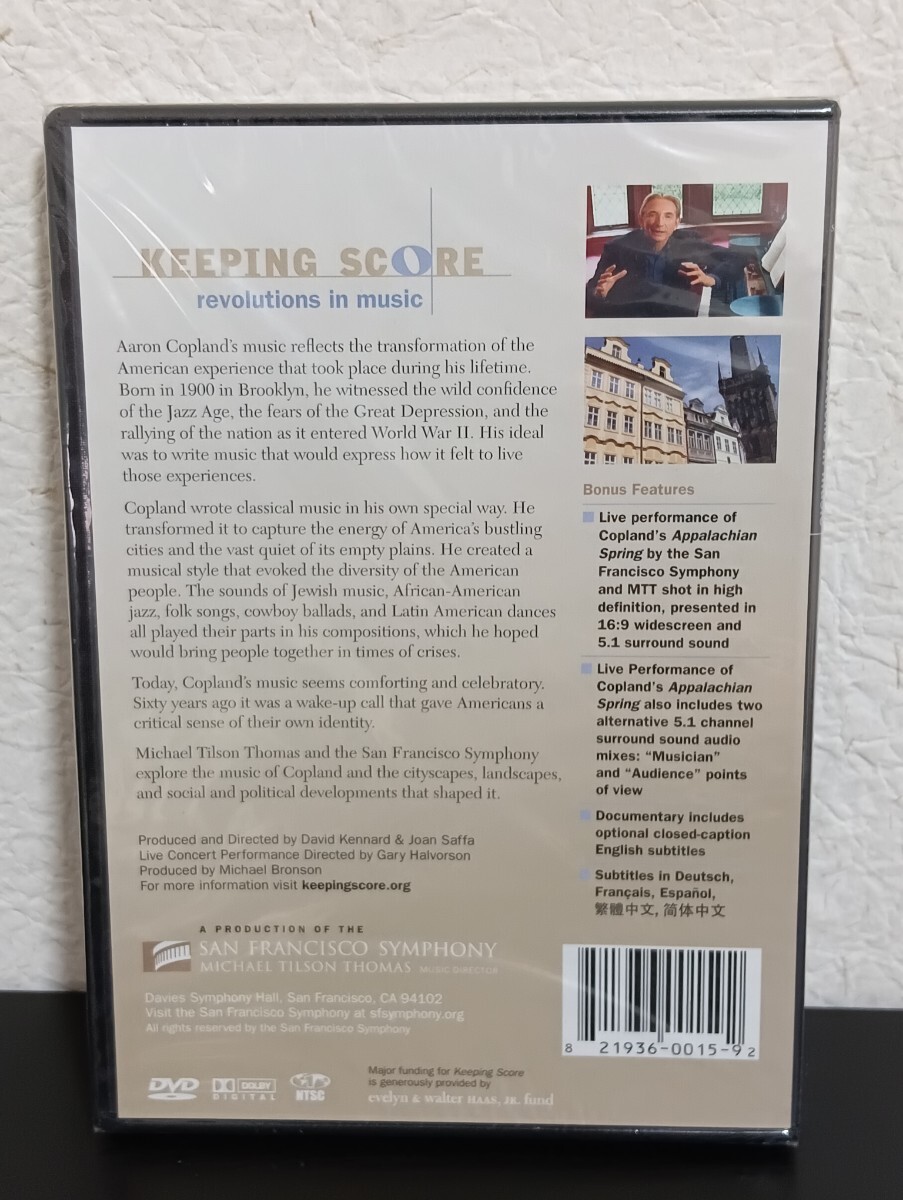 KEEPING SCORE
revolutions in music
Aaron Copland's music reflects the transformation of the
American experience that took place during his lifetime.
Born in 1900 in Brooklyn, he witnessed the wild confidence
of the Jazz Age, the fears of the Great Depression, and the
rallying of the nation as it entered World War II. His ideal
was to write music that would express how it felt to live
those experiences.
Copland wrote classical music in his own special way. He
transformed it to capture the energy of America's bustling
cities and the vast quiet of its empty plains. He created a
musical style that evoked the diversity of the American
people. The sounds of Jewish music, African-American
jazz, folk songs, cowboy ballads, and Latin American dances
all played their parts in his compositions, which he hoped
would bring people together in times of crises.
Today, Copland's music seems comforting and celebratory.
Sixty years ago it was a wake-up call that gave Americans a
critical sense of their own identity.
Michael Tilson Thomas and the San Francisco Symphony
explore the music of Copland and the cityscapes, landscapes,
and social and political developments that shaped it.
Produced and Directed by David Kennard & Joan Saffa
Live Concert Performance Directed by Gary Halvorson
Produced by Michael Bronson
For more information visit keepingscore.org
A PRODUCTION OF THE
SAN FRANCISCO SYMPHONY
MICHAEL TILSON THOMAS MUSIC DIRECTOR
Davies Symphony Hall, San Francisco, CA 94102
Visit the San Francisco Symphony at sfsymphony.org
All rights reserved by the San Francisco Symphony
DVD
DOLBY
DIGITAL
NTSC
Major funding for Keeping Score
is generously provided by
evelyn & walter HAAS, JR. fund
Bonus Features
Live performance of
Copland's Appalachian
Spring by the San
Francisco Symphony
and MTT shot in high
definition, presented in
16:9 widescreen and
5.1 surround sound
Live Performance of
Copland's Appalachian
Spring also includes two
alternative 5.1 channel
surround sound audio
mixes: "Musician"
and "Audience" points
of view
Documentary includes
optional closed-caption
English subtitles
Subtitles in Deutsch,
Français, Español,
繁體中文, 简体中文
8 21936-0015-9 2